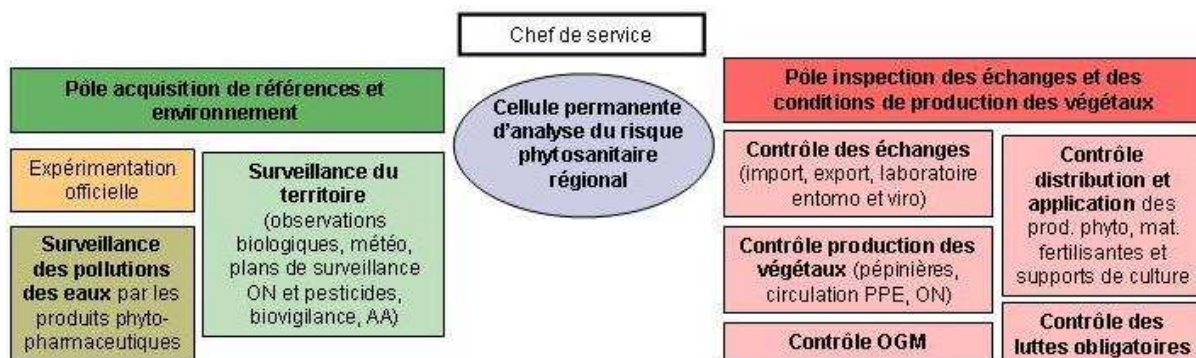 Chef de service
Pôle acquisition de références et
environnement
Expérimentation
officielle
Surveillance
des pollutions
des eaux par les
produits phyto-
pharmaceutiques
Surveillance du
territoire
(observations
biologiques, météo,
plans de surveillance
ON et pesticides,
biovigilance, AA)
Cellule permanente
d'analyse du risque
phytosanitaire
régional
Pôle inspection des échanges et des
conditions de production des végétaux
Contrôle des échanges
(import, export, laboratoire
entomo et viro)
Contrôle production des
végétaux (pépinières,
circulation PPE, ON)
Contrôle OGM
Contrôle
distribution et
application des
prod. phyto, mat.
fertilisantes et
supports de culture
Contrôle des
luttes obligatoires